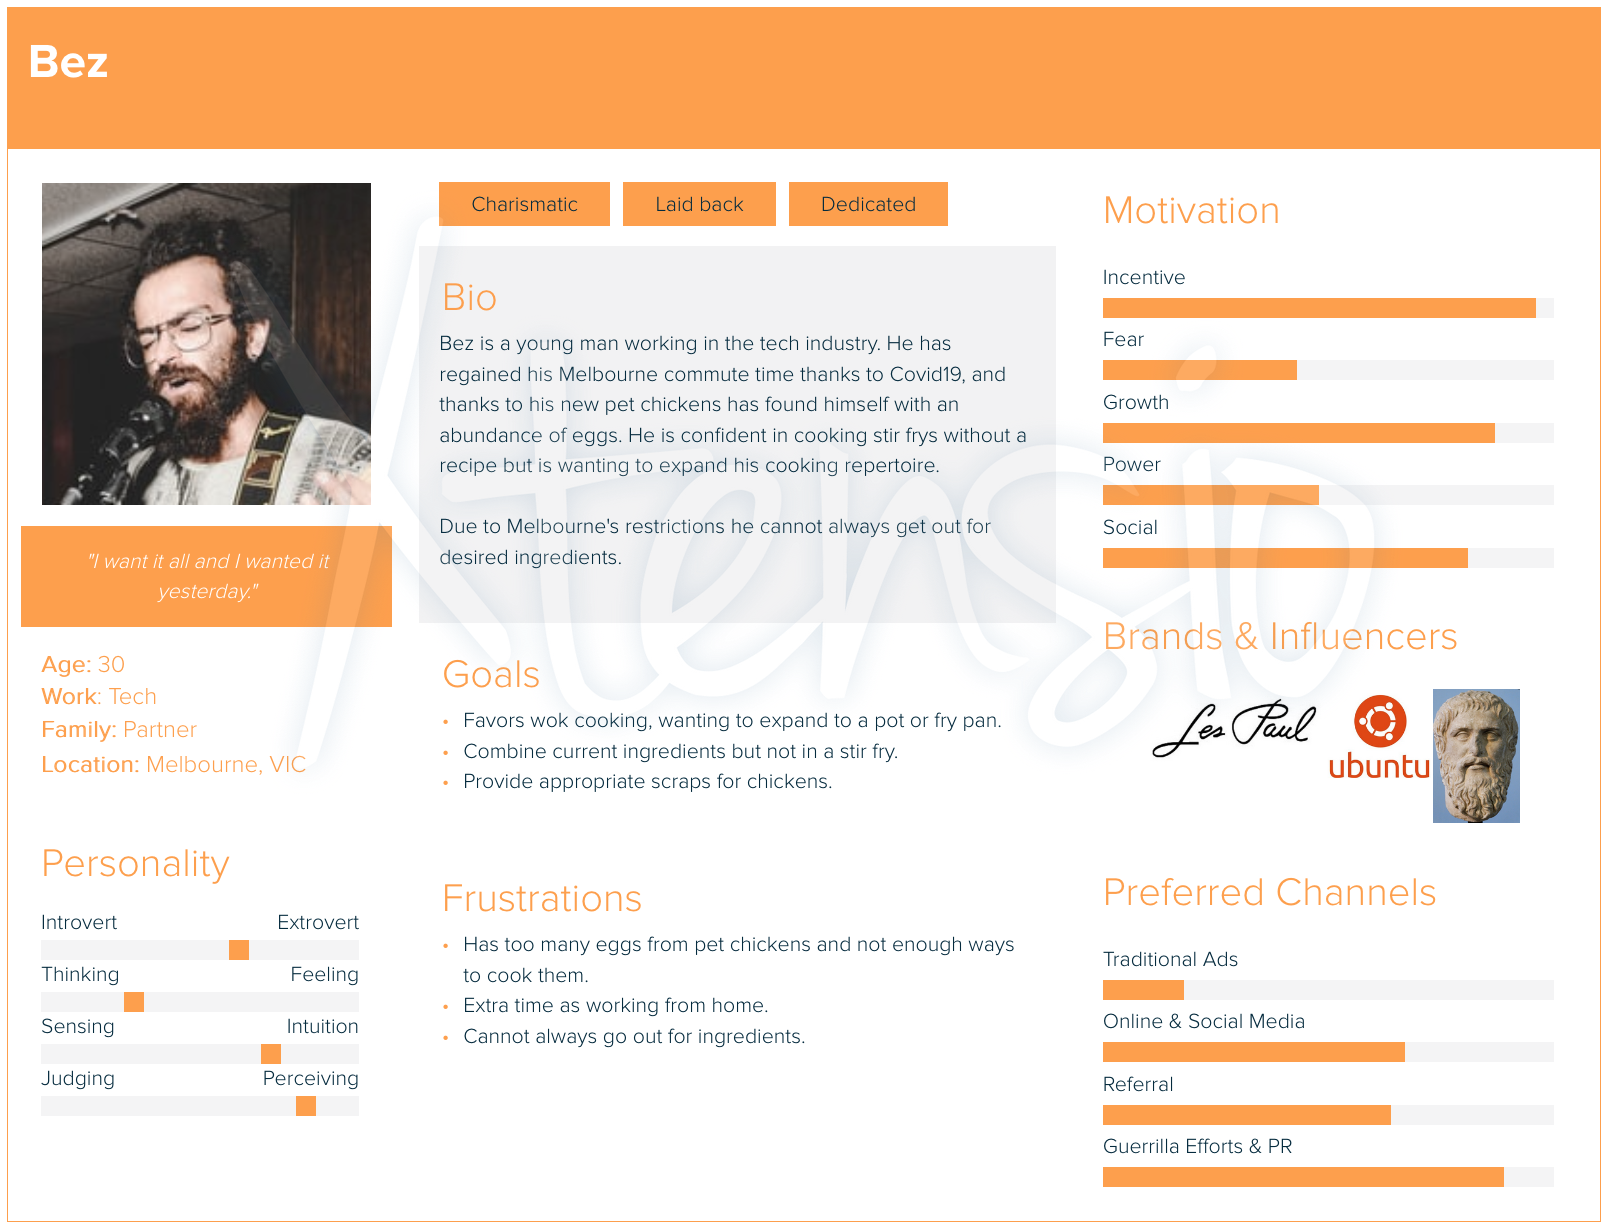 Bez
Charismatic
Laid back
Dedicated
"I want it all and I wanted it
yesterday."
Age: 30
Work: Tech
Family: Partner
Location: Melbourne, VIC
Personality
Introvert Extrovert
Thinking Feeling
Sensing Intuition
Judging Perceiving
Bio
Bez is a young man working in the tech industry. He has
regained his Melbourne commute time thanks to Covid19, and
thanks to his new pet chickens has found himself with an
abundance of eggs. He is confident in cooking stir frys without a
recipe but is wanting to expand his cooking repertoire.
Due to Melbourne's restrictions he cannot always get out for
desired ingredients.
Goals
• Favors wok cooking, wanting to expand to a pot or fry pan.
• Combine current ingredients but not in a stir fry.
• Provide appropriate scraps for chickens.
Frustrations
• Has too many eggs from pet chickens and not enough ways
to cook them.
• Extra time as working from home.
• Cannot always go out for ingredients.
Motivation
Incentive
Fear
Growth
Power
Social
Brands & Influencers
Les Paul
ubuntu
Preferred Channels
Traditional Ads
Online & Social Media
Referral
Guerrilla Efforts & PR
Xtensio